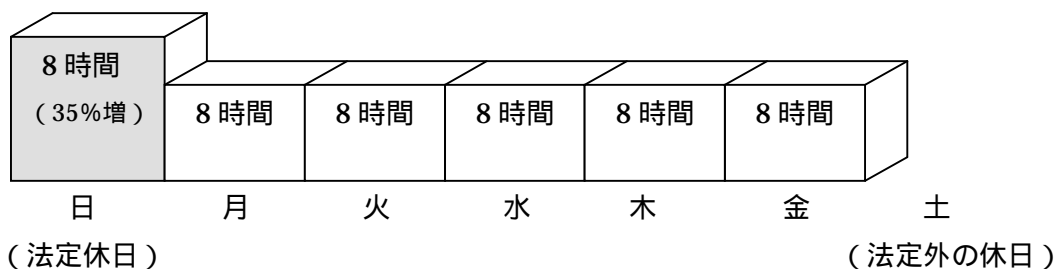 8時間
(35%増) 8時間 8時間 8時間 8時間 8時間
日 月 火 水 木 金 土
(法定休日) (法定外の休日)